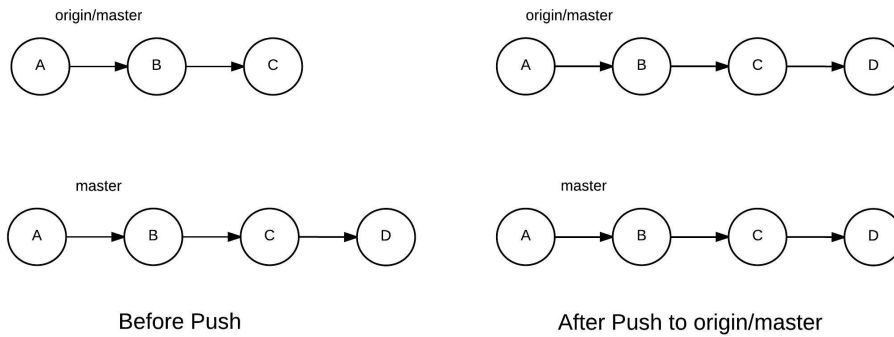 origin/master
A B C
master
A B C D
Before Push
origin/master
A B C D
master
A B C D
After Push to origin/master